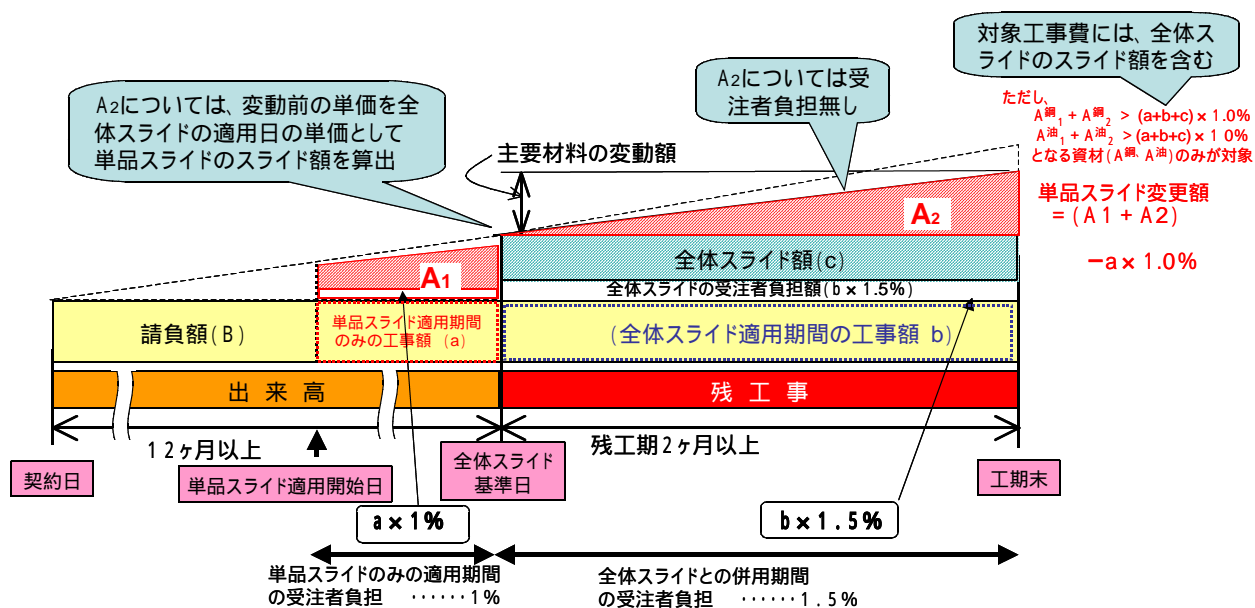 対象工事費には、全体ス
ライドのスライド額を含む
A2については受
注者負担無し
A2については、変動前の単価を全
体スライドの適用日の単価として
単品スライドのスライド額を算出
ただし、
A鋼1 + A鋼2 > (a+b+c)×1.0%
A油1 + A油2 >(a+b+c)×1 0%
となる資材(A鋼、A油)のみが対象
主要材料の変動額
単品スライド変更額
=(A1+A2)
−a×1.0%
A2
A1
全体スライド額(c)
全体スライドの受注者負担額(b×1.5%)
請負額(B)
単品スライド適用期間
のみの工事額 (a)
(全体スライド適用期間の工事額 b)
出 来 高
残 工 事
12ヶ月以上
残工期2ヶ月以上
契約日
単品スライド適用開始日
全体スライド
基準日
工期末
a×1%
b×1.5%
単品スライドのみの適用期間
の受注者負担 ……1%
全体スライドとの併用期間
の受注者負担 ……1.5%